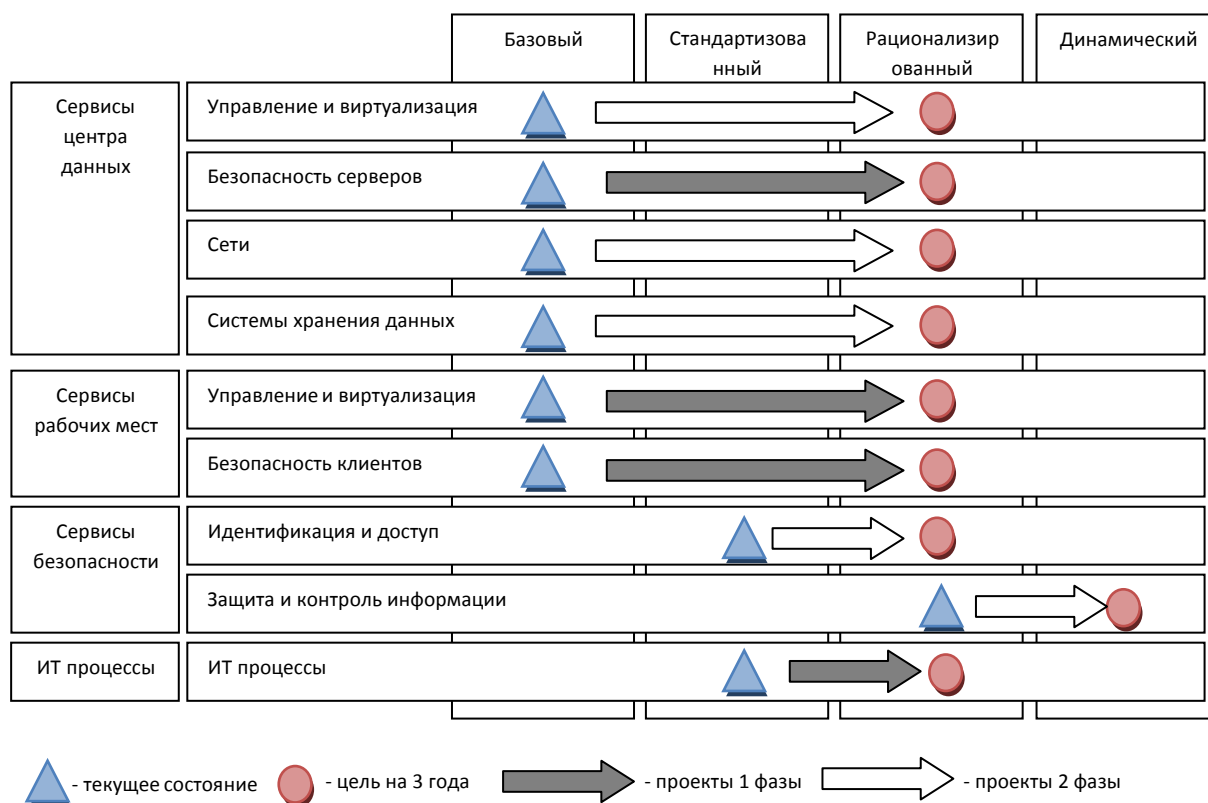 Базовый
Стандартизова
нный
Рационализир
ованный
Динамический
Сервисы
центра
данных
Управление и виртуализация
Безопасность серверов
Сети
Системы хранения данных
Сервисы
рабочих мест
Управление и виртуализация
Безопасность клиентов
Сервисы
безопасности
Идентификация и доступ
Защита и контроль информации
ИТ процессы
ИТ процессы
- текущее состояние
- цель на 3 года
- проекты 1 фазы
- проекты 2 фазы